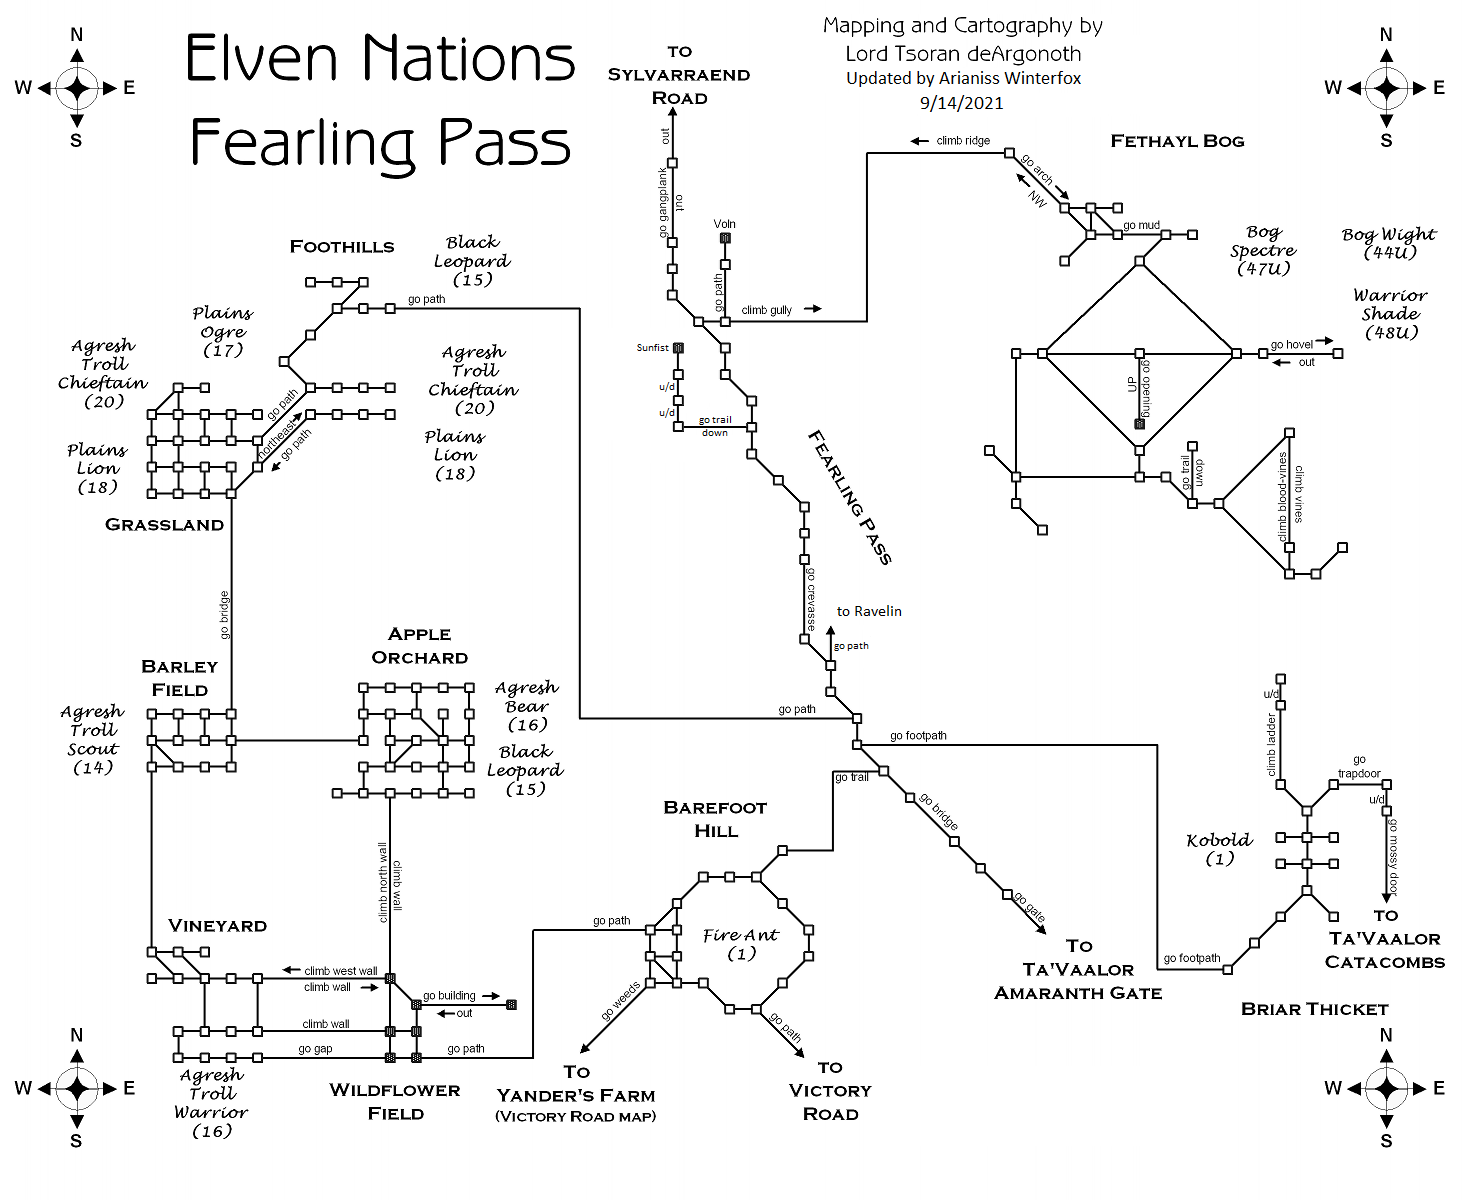 Elven Nations
Fearling Pass
Mapping and Cartography by
Lord Tsoran deArgonoth
Updated by Arianiss Winterfox
9/14/2021
N
W
E
S
N
W
E
S
TO
SYLVARRAEND
ROAD
out
go gangplank
out
Voln
go path
climb gully
climb ridge
FETHAYL BOG
go arch
NW
go mud
Bog
Spectre
(47U)
Bog Wight
(44U)
Warrior
Shade
(48U)
go hovel
out
go opening
UP
go trail
down
climb blood-vines
climb vines
FOOTHILLS
Black
Leopard
(15)
go path
Plains
Ogre
(17)
Agresh
Troll
Chieftain
(20)
Agresh
Troll
Chieftain
(20)
Plains
Lion
(18)
Plains
Lion
(18)
go path
northeast
go path
GRASSLAND
Sunfist
u/d
u/d
go trail
down
FEARLING PASS
go crevasse
to Ravelin
go path
go bridge
BARLEY
FIELD
Agresh
Troll
Scout
(14)
APPLE
ORCHARD
Agresh
Bear
(16)
Black
Leopard
(15)
go path
go footpath
go trail
go bridge
go gate
TO
TA'VAALOR
AMARANTH GATE
u/d
climb ladder
go
trapdoor
u/d
go mossy door
Kobold
(1)
TO
TA'VAALOR
CATACOMBS
go footpath
BRIAR THICKET
BAREFOOT
HILL
Fire Ant
(1)
go path
go weeds
go path
TO
YANDER'S FARM
(VICTORY ROAD MAP)
TO
VICTORY
ROAD
climb north wall
climb wall
VINEYARD
climb west wall
climb wall
go building
out
climb wall
go gap
go path
Agresh
Troll
Warrior
(16)
WILDFLOWER
FIELD
N
W
E
S
N
W
E
S